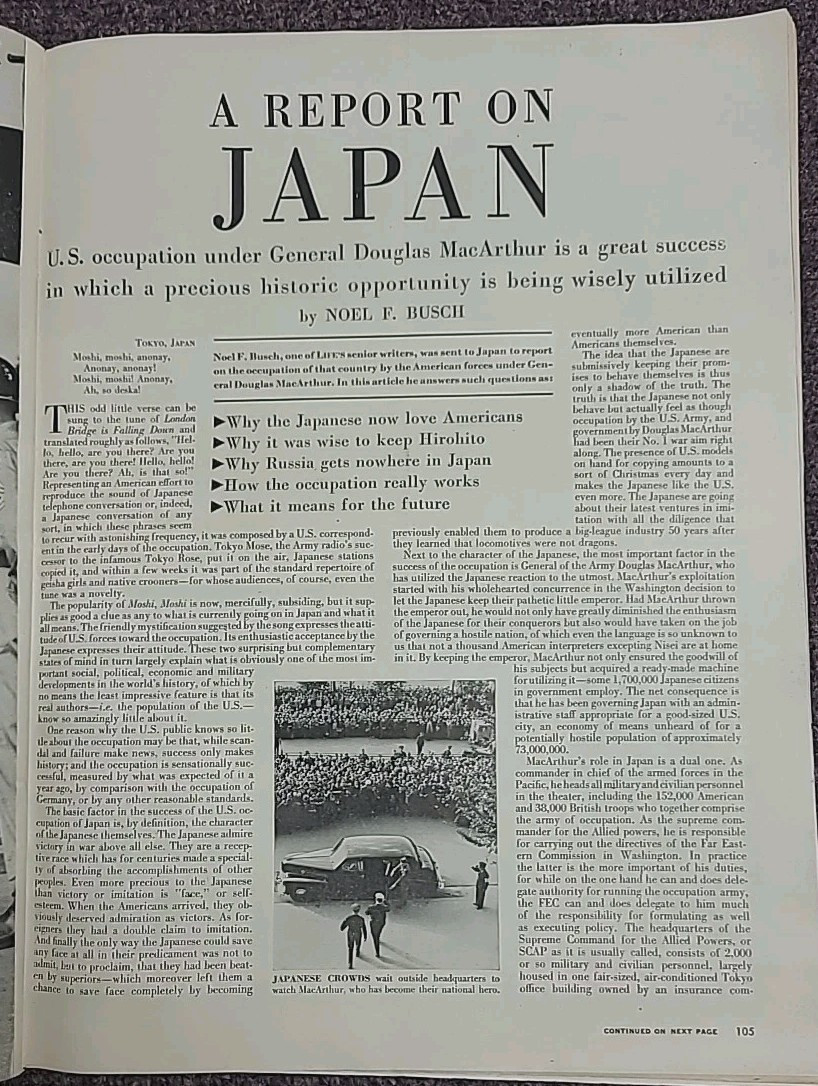 A REPORT ON
JAPAN
U.S. occupation under General Douglas MacArthur is a great success
in which a precious historic opportunity is being wisely utilized
by NOEL F. BUSCH
TOKYO, JAPAN
Moshi, moshi, anonay,
Anonay, anonay!
Moshi, moshi! Anonay,
Ah, so deska!
THIS odd little verse can be
sung to the tune of London
Bridge is Falling Down and
translated roughly as follows, "Hel-
lo, hello, are you there? Are you
there, are you there! Hello, hello!
Are you there? Ah, is that so!"
Representing an American effort to
reproduce the sound of Japanese
telephone conversation or, indeed,
a Japanese conversation of any
sort, in which these phrases seem
to recur with astonishing frequency, it was composed by a U.S. correspond-
ent in the early days of the occupation. Tokyo Mose, the Army radio's suc-
cessor to the infamous Tokyo Rose, put it on the air, Japanese stations
copied it, and within a few weeks it was part of the standard repertoire of
geisha girls and native crooners—for whose audiences, of course, even the
tune was a novelty.
The popularity of Moshi, Moshi is now, mercifully, subsiding, but it sup-
plies as good a clue as any to what is currently going on in Japan and what it
all means. The friendly mystification suggested by the song expresses the atti-
tude of U.S. forces toward the occupation. Its enthusiastic acceptance by the
Japanese expresses their attitude. These two surprising but complementary
states of mind in turn largely explain what is obviously one of the most im-
portant social, political, economic and military
developments in the world's history, of which by
no means the least impressive feature is that its
real authors—i.e. the population of the U.S.—
know so amazingly little about it.
One reason why the U.S. public knows so lit-
tle about the occupation may be that, while scan-
dal and failure make news, success only makes
history; and the occupation is sensationally suc-
cessful, measured by what was expected of it a
year ago, by comparison with the occupation of
Germany, or by any other reasonable standards.
The basic factor in the success of the U.S. oc-
cupation of Japan is, by definition, the character
of the Japanese themselves. The Japanese admire
victory in war above all else. They are a recep-
tive race which has for centuries made a special-
ty of absorbing the accomplishments of other
peoples. Even more precious to the Japanese
than victory or imitation is "face," or self-
esteem. When the Americans arrived, they ob-
viously deserved admiration as victors. As for-
eigners they had a double claim to imitation.
And finally the only way the Japanese could save
any face at all in their predicament was not to
admit, but to proclaim, that they had been beat-
en by superiors—which moreover left them a
chance to save face completely by becoming
Noel F. Busch, one of LIFE'S senior writers, was sent to Japan to report
on the occupation of that country by the American forces under Gen-
eral Douglas MacArthur. In this article he answers such questions as:
▶Why the Japanese now love Americans
▶Why it was wise to keep Hirohito
▶Why Russia gets nowhere in Japan
▶How the occupation really works
▶What it means for the future
eventually more American than
Americans themselves.
The idea that the Japanese are
submissively keeping their prom-
ises to behave themselves is thus
only a shadow of the truth. The
truth is that the Japanese not only
behave but actually feel as though
occupation by the U.S. Army, and
government by Douglas MacArthur
had been their No. 1 war aim right
along. The presence of U.S. models
on hand for copying amounts to a
sort of Christmas every day and
makes the Japanese like the U.S.
even more. The Japanese are going
about their latest ventures in imi-
tation with all the diligence that
previously enabled them to produce a big-league industry 50 years after
they learned that locomotives were not dragons.
Next to the character of the Japanese, the most important factor in the
success of the occupation is General of the Army Douglas MacArthur, who
has utilized the Japanese reaction to the utmost. MacArthur's exploitation
started with his wholehearted concurrence in the Washington decision to
let the Japanese keep their pathetic little emperor. Had MacArthur thrown
the emperor out, he would not only have greatly diminished the enthusiasm
of the Japanese for their conquerors but also would have taken on the job
of governing a hostile nation, of which even the language is so unknown to
us that not a thousand American interpreters excepting Nisei are at home
in it. By keeping the emperor, MacArthur not only ensured the goodwill of
his subjects but acquired a ready-made machine
for utilizing it—some 1,700,000 Japanese citizens
in government employ. The net consequence is
that he has been governing Japan with an admin-
istrative staff appropriate for a good-sized U.S.
city, an economy of means unheard of for a
potentially hostile population of approximately
73,000,000.
MacArthur's role in Japan is a dual one. As
commander in chief of the armed forces in the
Pacific, he heads all military and civilian personnel
in the theater, including the 152,000 American
and 38,000 British troops who together comprise
the army of occupation. As the supreme com-
mander for the Allied powers, he is responsible
for carrying out the directives of the Far East-
ern Commission in Washington. In practice
the latter is the more important of his duties,
for while on the one hand he can and does dele-
gate authority for running the occupation army,
the FEC can and does delegate to him much
of the responsibility for formulating as well
as executing policy. The headquarters of the
Supreme Command for the Allied Powers, or
SCAP as it is usually called, consists of 2,000
or so military and civilian personnel, largely
housed in one fair-sized, air-conditioned Tokyo
office building owned by an insurance com-
JAPANESE CROWDS wait outside headquarters to
watch MacArthur, who has become their national hero.
CONTINUED ON NEXT PAGE 105